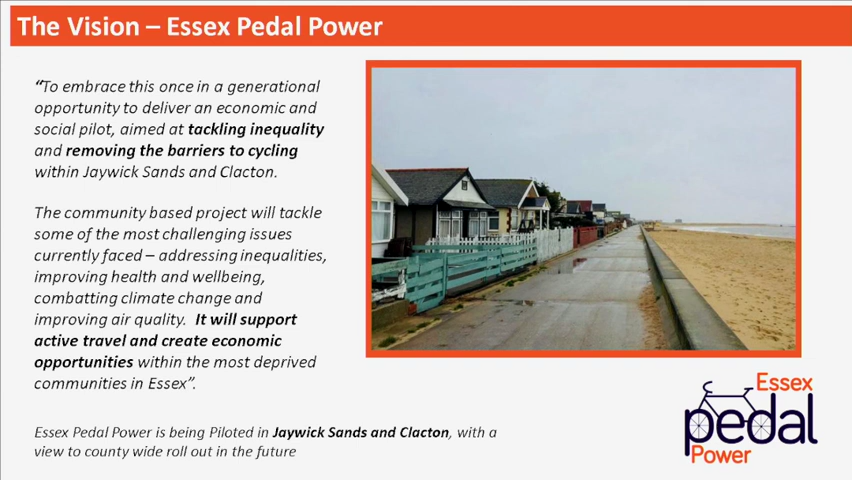 The Vision – Essex Pedal Power
“To embrace this once in a generational
opportunity to deliver an economic and
social pilot, aimed at tackling inequality
and removing the barriers to cycling
within Jaywick Sands and Clacton.
The community based project will tackle
some of the most challenging issues
currently faced – addressing inequalities,
improving health and wellbeing,
combatting climate change and
improving air quality.  It will support
active travel and create economic
opportunities within the most deprived
communities in Essex”.
Essex Pedal Power is being Piloted in Jaywick Sands and Clacton, with a
view to county wide roll out in the future
Essex
pedal
Power